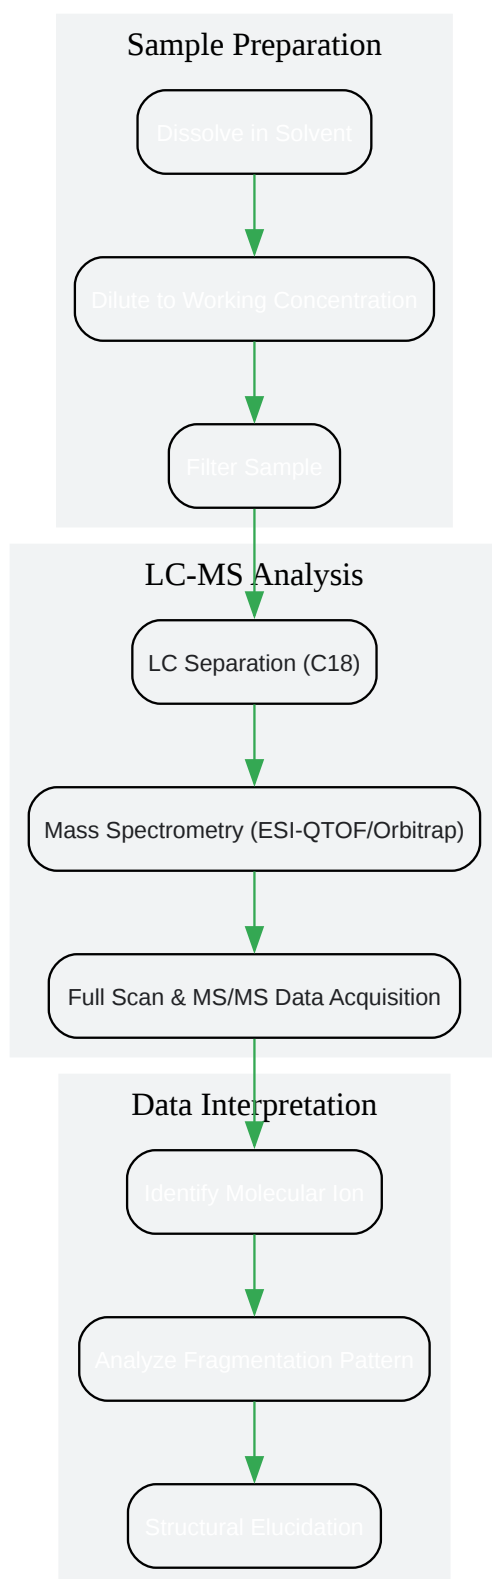 Sample Preparation
Dissolve in Solvent
Dilute to Working Concentration
Filter Sample
LC-MS Analysis
LC Separation (C18)
Mass Spectrometry (ESI-QTOF/Orbitrap)
Full Scan & MS/MS Data Acquisition
Data Interpretation
Identify Molecular Ion
Analyze Fragmentation Pattern
Structural Elucidation